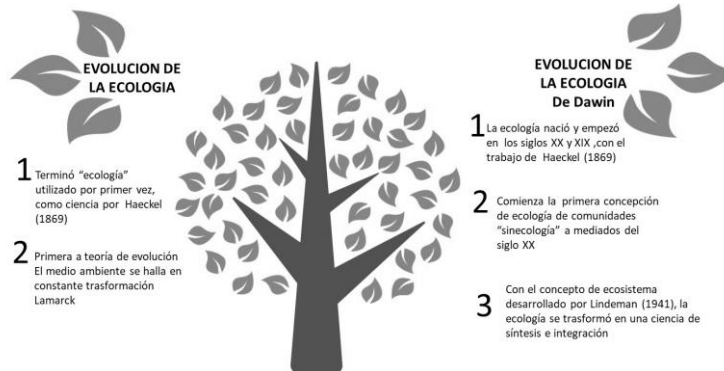 EVOLUCION DE
LA ECOLOGIA
1 Terminó “ecología”
utilizado por primer vez,
como ciencia por Haeckel
(1869)
2 Primera a teoría de evolución
El medio ambiente se halla en
constante trasformación
Lamarck
EVOLUCION DE
LA ECOLOGIA
De Dawin
1 La ecología nació y empezó
en los siglos XX y XIX ,con el
trabajo de Haeckel (1869)
2 Comienza la primera concepción
de ecología de comunidades
“sinecología” a mediados del
siglo XX
3 Con el concepto de ecosistema
desarrollado por Lindeman (1941), la
ecología se trasformó en una ciencia de
síntesis e integración